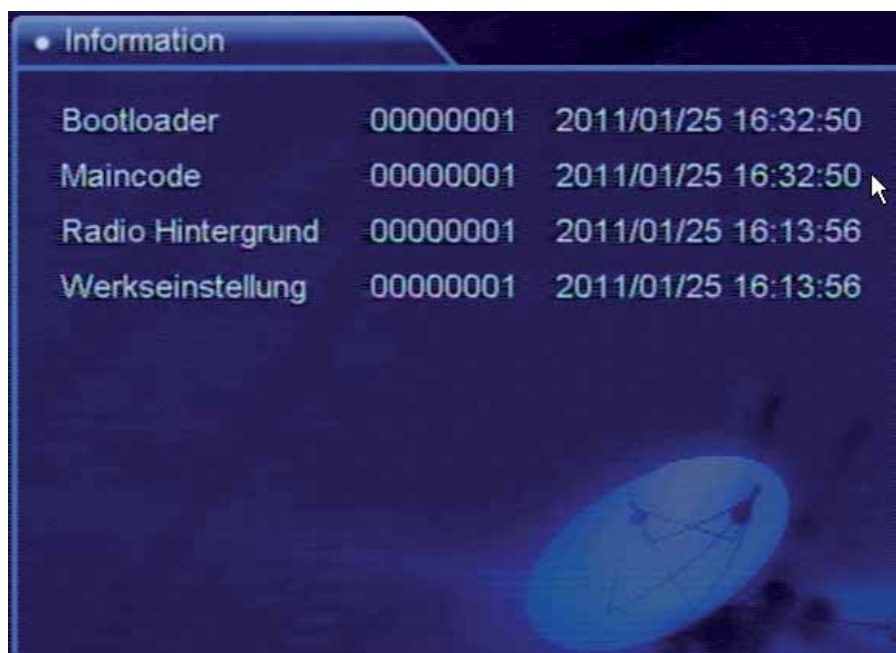 Information
Bootloader 00000001 2011/01/25 16:32:50
Maincode 00000001 2011/01/25 16:32:50
Radio Hintergrund 00000001 2011/01/25 16:13:56
Werkseinstellung 00000001 2011/01/25 16:13:56